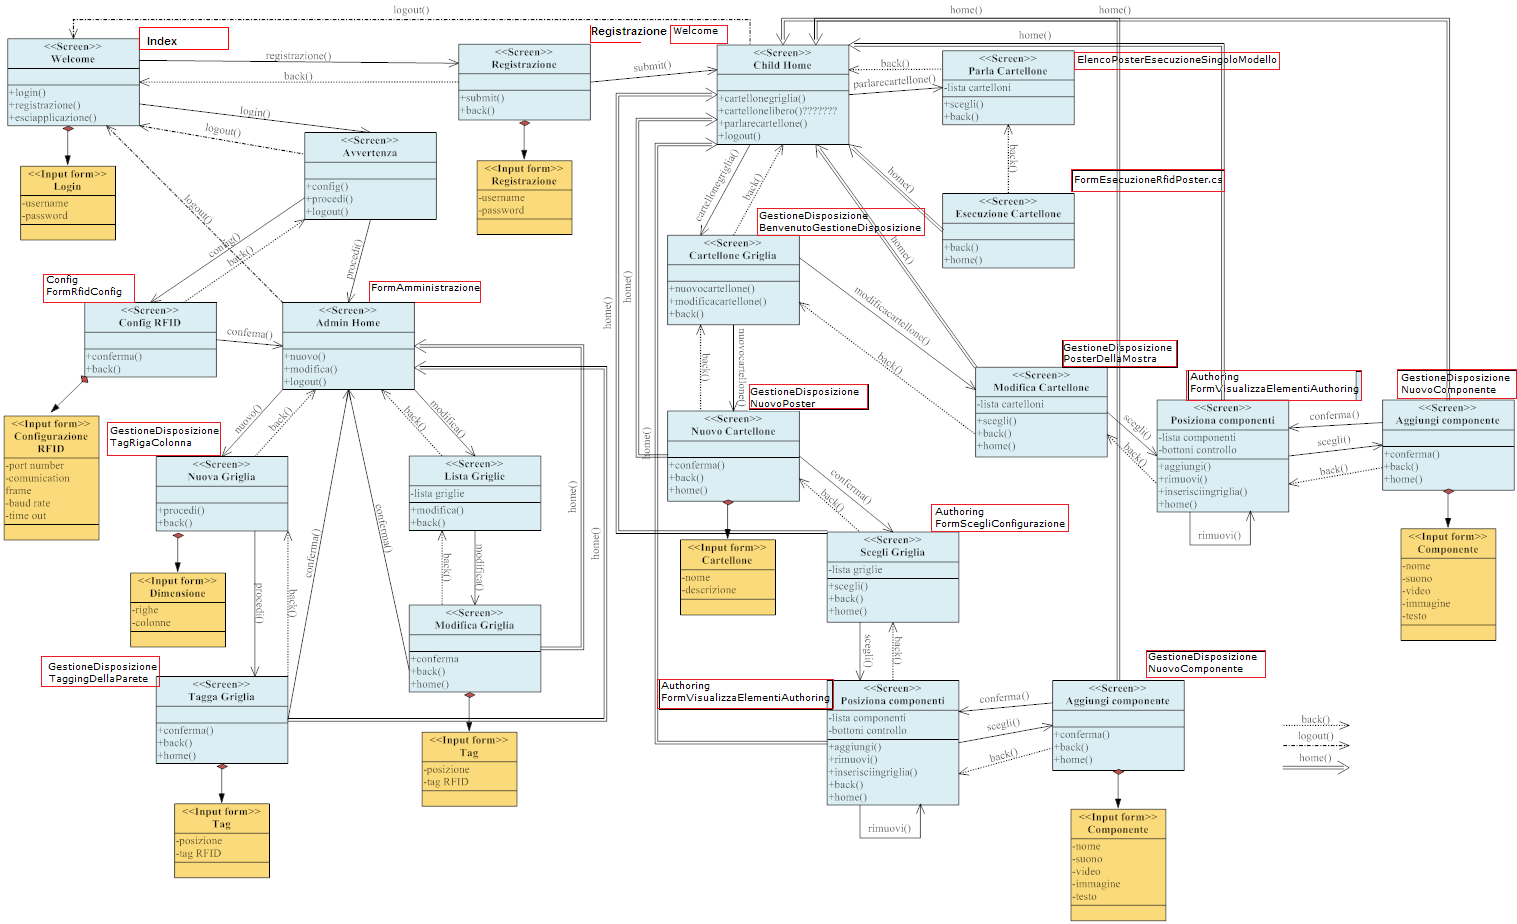 logout()
home()
home()
Index
Registrazione
Welcome
<<Screen>>
Welcome
+login()
+registrazione()
+esciapplicazione()
registrazione()
back()
<<Screen>>
Registrazione
+submit()
+back()
submit()
<<Screen>>
Child Home
+cartellonegriglia()
+cartellonelibero()???????
+parlarecartellone()
+logout()
home()
back()
parlarecartellone()
<<Screen>>
Parla Cartellone
-lista cartelloni
+scegli()
+back()
ElencoPosterEsecuzioneSingoloModello
login()
logout()
<<Input form>>
Login
-username
-password
<<Screen>>
Avvertenza
+config()
+procedi()
+logout()
<<Input form>>
Registrazione
-username
-password
cartellonegriglia()
back()
home()
back()
FormEsecuzioneRfidPoster.cs
<<Screen>>
Esecuzione Cartellone
+back()
+home()
logout()
config()
back()
procedi()
GestioneDisposizione
BenvenutoGestioneDisposizione
<<Screen>>
Cartellone Griglia
+nuovocartellone()
+modificacartellone()
+back()
home()
home()
home()
Config
FormRfidConfig
<<Screen>>
Config RFID
+conferma()
+back()
conferma()
FormAmministrazione
<<Screen>>
Admin Home
+nuovo()
+modifica()
+logout()
modificacartellone()
back()
back()
nuovocartellone()
GestioneDisposizione
PosterDellaMostra
<<Screen>>
Modifica Cartellone
-lista cartelloni
+scegli()
+back()
+home()
scegli()
back()
Authoring
FormVisualizzaElementiAuthoring
<<Screen>>
Posiziona componenti
-lista componenti
-bottoni controllo
+aggiungi()
+rimuovi()
+inserisciingriglia()
+home()
rimuovi()
conferma()
scegli()
back()
GestioneDisposizione
NuovoComponente
<<Screen>>
Aggiungi componente
+conferma()
+back()
+home()
<<Input form>>
Componente
-nome
-suono
-video
-immagine
-testo
<<Input form>>
Configurazione
RFID
-port number
-comunication
frame
-baud rate
-time out
nuovo()
back()
back()
modifica()
GestioneDisposizione
TagRigaColonna
<<Screen>>
Nuova Griglia
+procedi()
+back()
<<Screen>>
Lista Griglie
-lista griglie
+modifica()
+back()
GestioneDisposizione
NuovoPoster
<<Screen>>
Nuovo Cartellone
+conferma()
+back()
+home()
home()
conferma()
back()
<<Input form>>
Cartellone
-nome
-descrizione
Authoring
FormScegliConfigurazione
<<Screen>>
Scegli Griglia
-lista griglie
+scegli()
+back()
+home()
<<Input form>>
Dimensione
-righe
-colonne
procedi()
back()
conferma()
conferma()
back()
modifica()
home()
home()
<<Screen>>
Modifica Griglia
+conferma
+back()
+home()
GestioneDisposizione
TaggingDellaParete
<<Screen>>
Tagga Griglia
+conferma()
+back()
+home()
<<Input form>>
Tag
-posizione
-tag RFID
<<Input form>>
Tag
-posizione
-tag RFID
scegli()
back()
Authoring
FormVisualizzaElementiAuthoring
<<Screen>>
Posiziona componenti
-lista componenti
-bottoni controllo
+aggiungi()
+rimuovi()
+inserisciingriglia()
+back()
+home()
rimuovi()
conferma()
scegli()
back()
GestioneDisposizione
NuovoComponente
<<Screen>>
Aggiungi componente
+conferma()
+back()
+home()
<<Input form>>
Componente
-nome
-suono
-video
-immagine
-testo
back()
logout()
home()